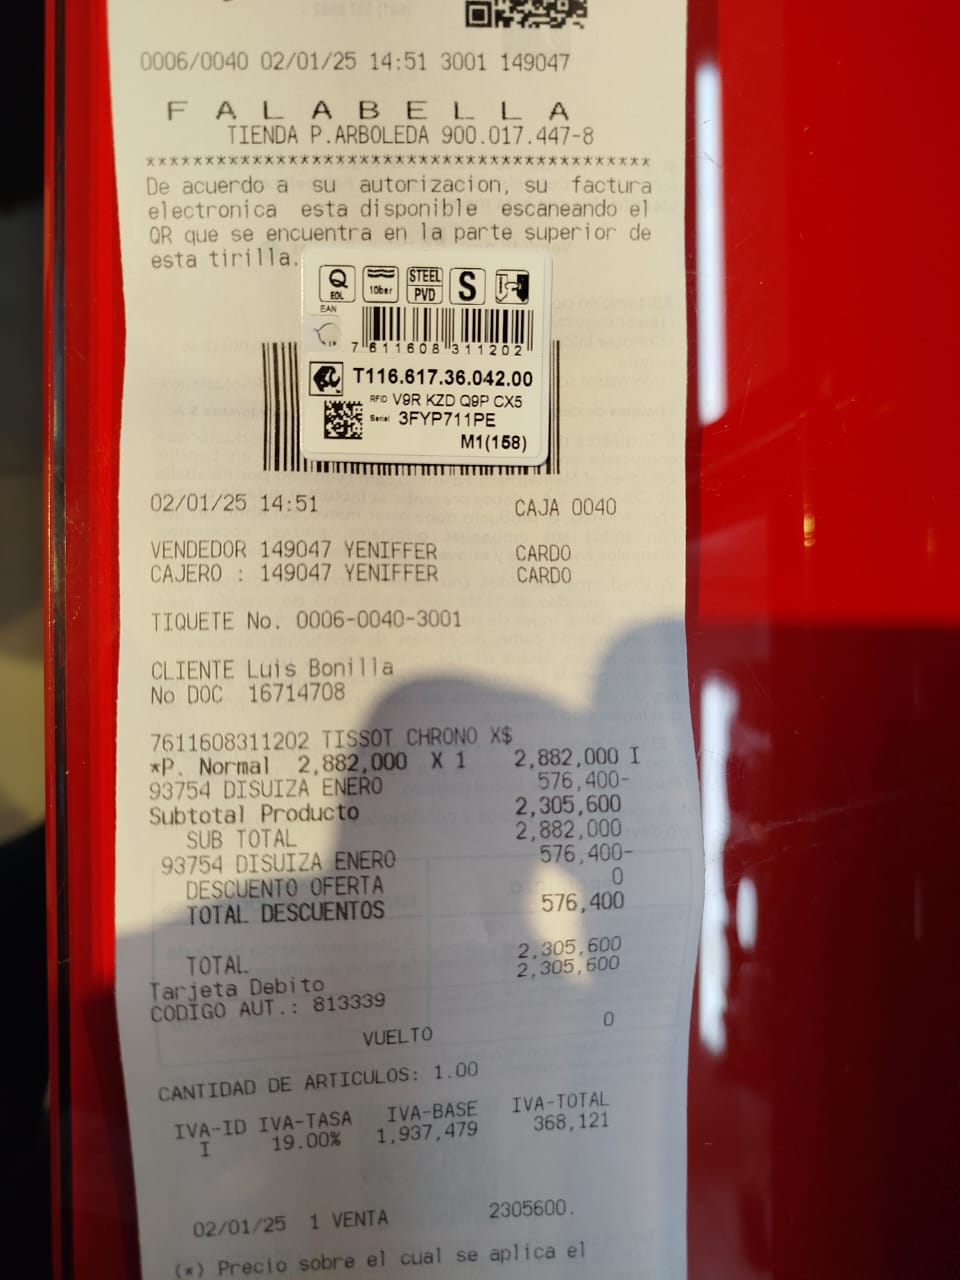 0006/0040 02/01/25 14:51 3001 149047
F A L A B E L L A
TIENDA P.ARBOLEDA 900.017.447-8
******************************************
De acuerdo a su autorizacion, su factura
electronica esta disponible escaneando el
QR que se encuentra en la parte superior de
esta tirilla.
Q EOL
10bar
STEEL PVD
S
EAN
7 611608 311202
T116.617.36.042.00
RFID V9R KZD Q9P CX5
Serial 3FYP711PE
M1(158)
02/01/25 14:51 CAJA 0040
VENDEDOR 149047 YENIFFER CARDO
CAJERO : 149047 YENIFFER CARDO
TIQUETE No. 0006-0040-3001
CLIENTE Luis Bonilla
No DOC 16714708
7611608311202 TISSOT CHRONO X$
*P. Normal 2,882,000 X 1 2,882,000 I
93754 DISUIZA ENERO 576,400-
Subtotal Producto 2,305,600
SUB TOTAL 2,882,000
93754 DISUIZA ENERO 576,400-
DESCUENTO OFERTA 0
TOTAL DESCUENTOS 576,400
TOTAL 2,305,600
Tarjeta Debito 2,305,600
CODIGO AUT.: 813339
VUELTO 0
CANTIDAD DE ARTICULOS: 1.00
IVA-ID IVA-TASA IVA-BASE IVA-TOTAL
I 19.00% 1,937,479 368,121
02/01/25 1 VENTA 2305600.
(*) Precio sobre el cual se aplica el